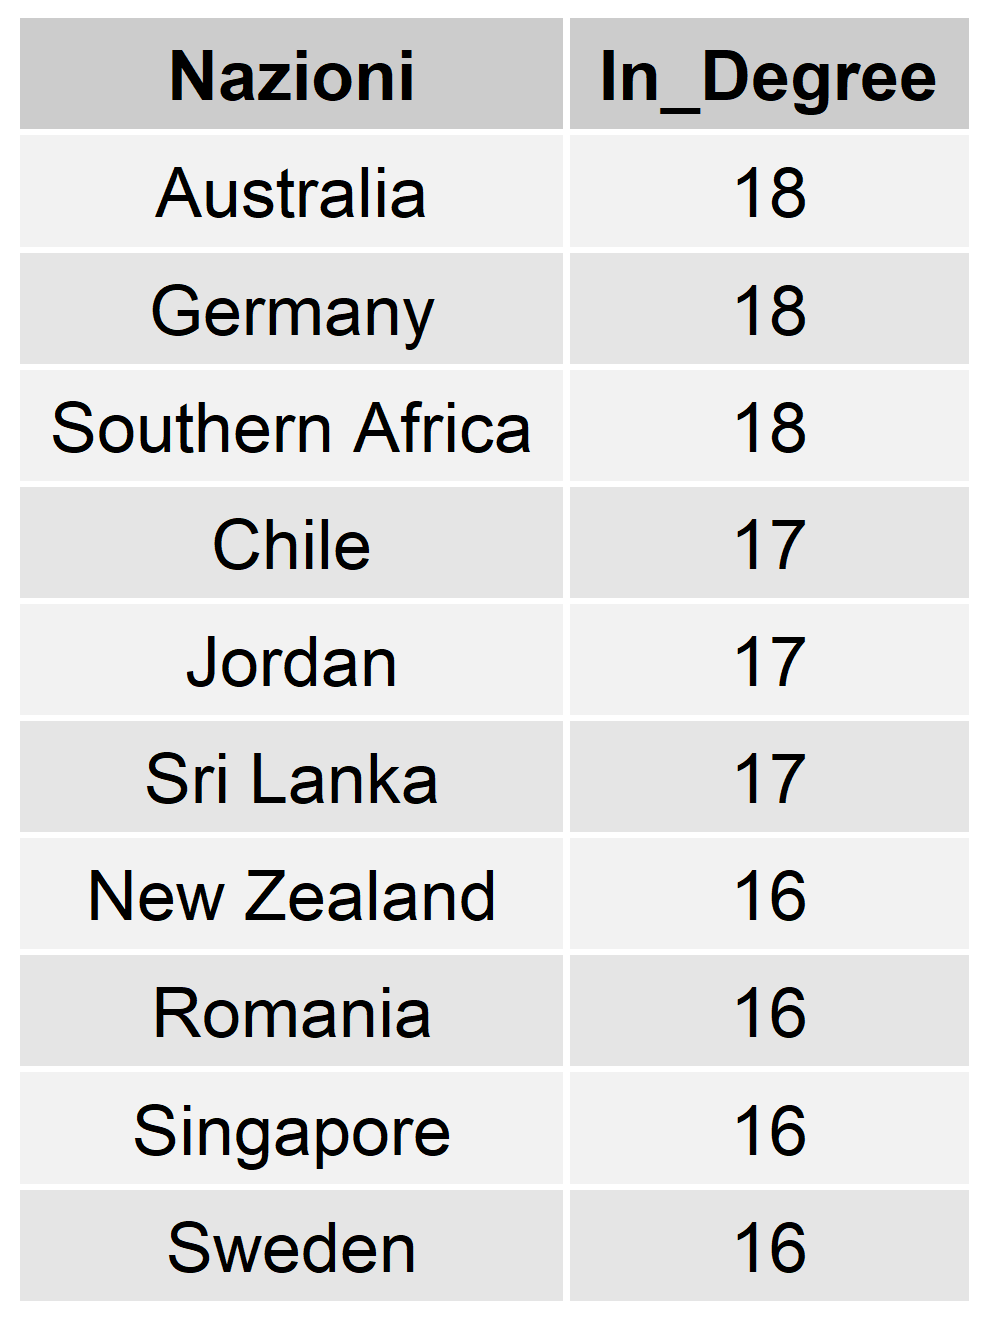 Nazioni In_Degree
Australia 18
Germany 18
Southern Africa 18
Chile 17
Jordan 17
Sri Lanka 17
New Zealand 16
Romania 16
Singapore 16
Sweden 16